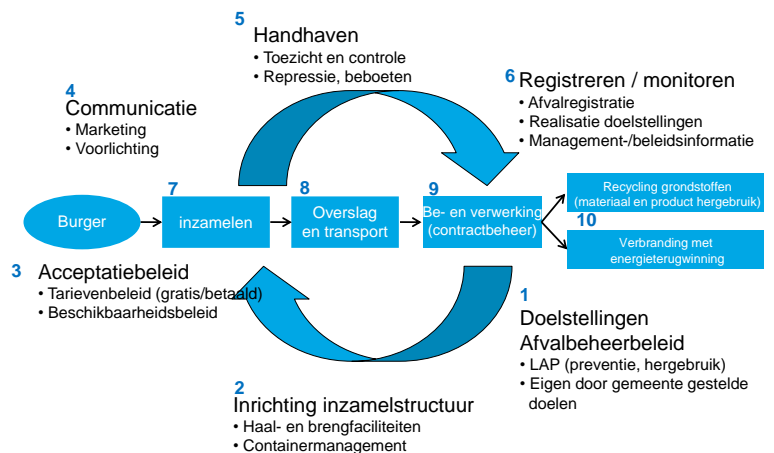 5
Handhaven
• Toezicht en controle
• Repressie, beboeten
4
Communicatie
• Marketing
• Voorlichting
6
Registreren / monitoren
• Afvalregistratie
• Realisatie doelstellingen
• Management-/beleidsinformatie
Burger
7
inzamelen
8
Overslag
en transport
9
Be- en verwerking
(contractbeheer)
Recycling grondstoffen
(materiaal en product hergebruik)
10
Verbranding met
energieterugwinning
3
Acceptatiebeleid
• Tarievenbeleid (gratis/betaald)
• Beschikbaarheidsbeleid
1
Doelstellingen
Afvalbeheerbeleid
• LAP (preventie, hergebruik)
• Eigen door gemeente gestelde
doelen
2
Inrichting inzamelstructuur
• Haal- en brengfaciliteiten
• Containermanagement